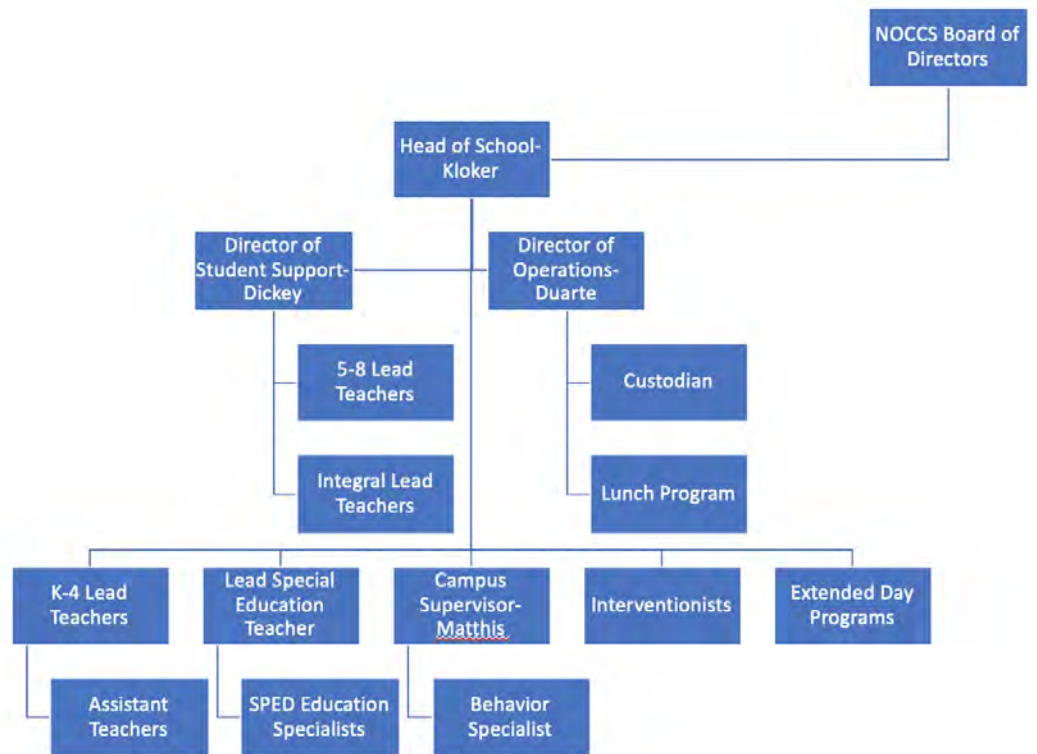 NOCCS Board of
Directors
Head of School-
Kloker
Director of
Student Support-
Dickey
Director of
Operations-
Duarte
5-8 Lead
Teachers
Custodian
Integral Lead
Teachers
Lunch Program
K-4 Lead
Teachers
Lead Special
Education
Teacher
Campus
Supervisor-
Matthis
Interventionists
Extended Day
Programs
Assistant
Teachers
SPED Education
Specialists
Behavior
Specialist